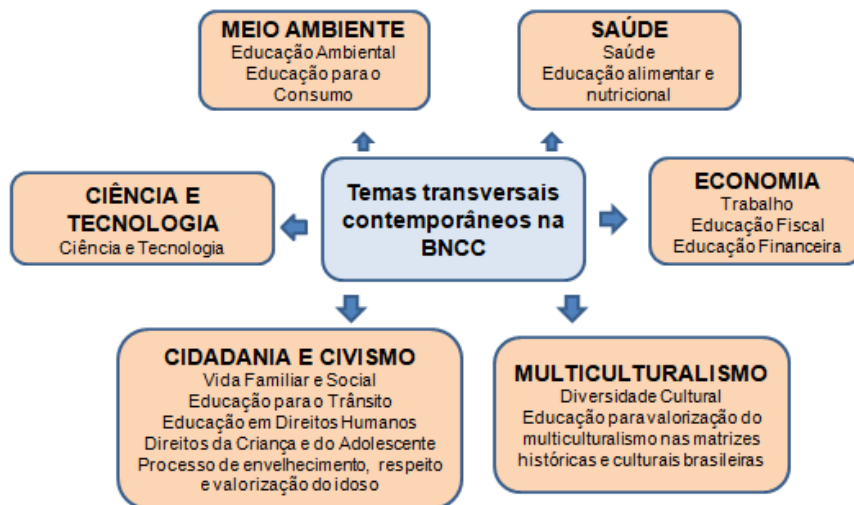 MEIO AMBIENTE
Educação Ambiental
Educação para o
Consumo
SAÚDE
Saúde
Educação alimentar e
nutricional
CIÊNCIA E
TECNOLOGIA
Ciência e Tecnologia
Temas transversais
contemporâneos na
BNCC
ECONOMIA
Trabalho
Educação Fiscal
Educação Financeira
CIDADANIA E CIVISMO
Vida Familiar e Social
Educação para o Trânsito
Educação em Direitos Humanos
Direitos da Criança e do Adolescente
Processo de envelhecimento, respeito
e valorização do idoso
MULTICULTURALISMO
Diversidade Cultural
Educação para valorização do
multiculturalismo nas matrizes
históricas e culturais brasileiras